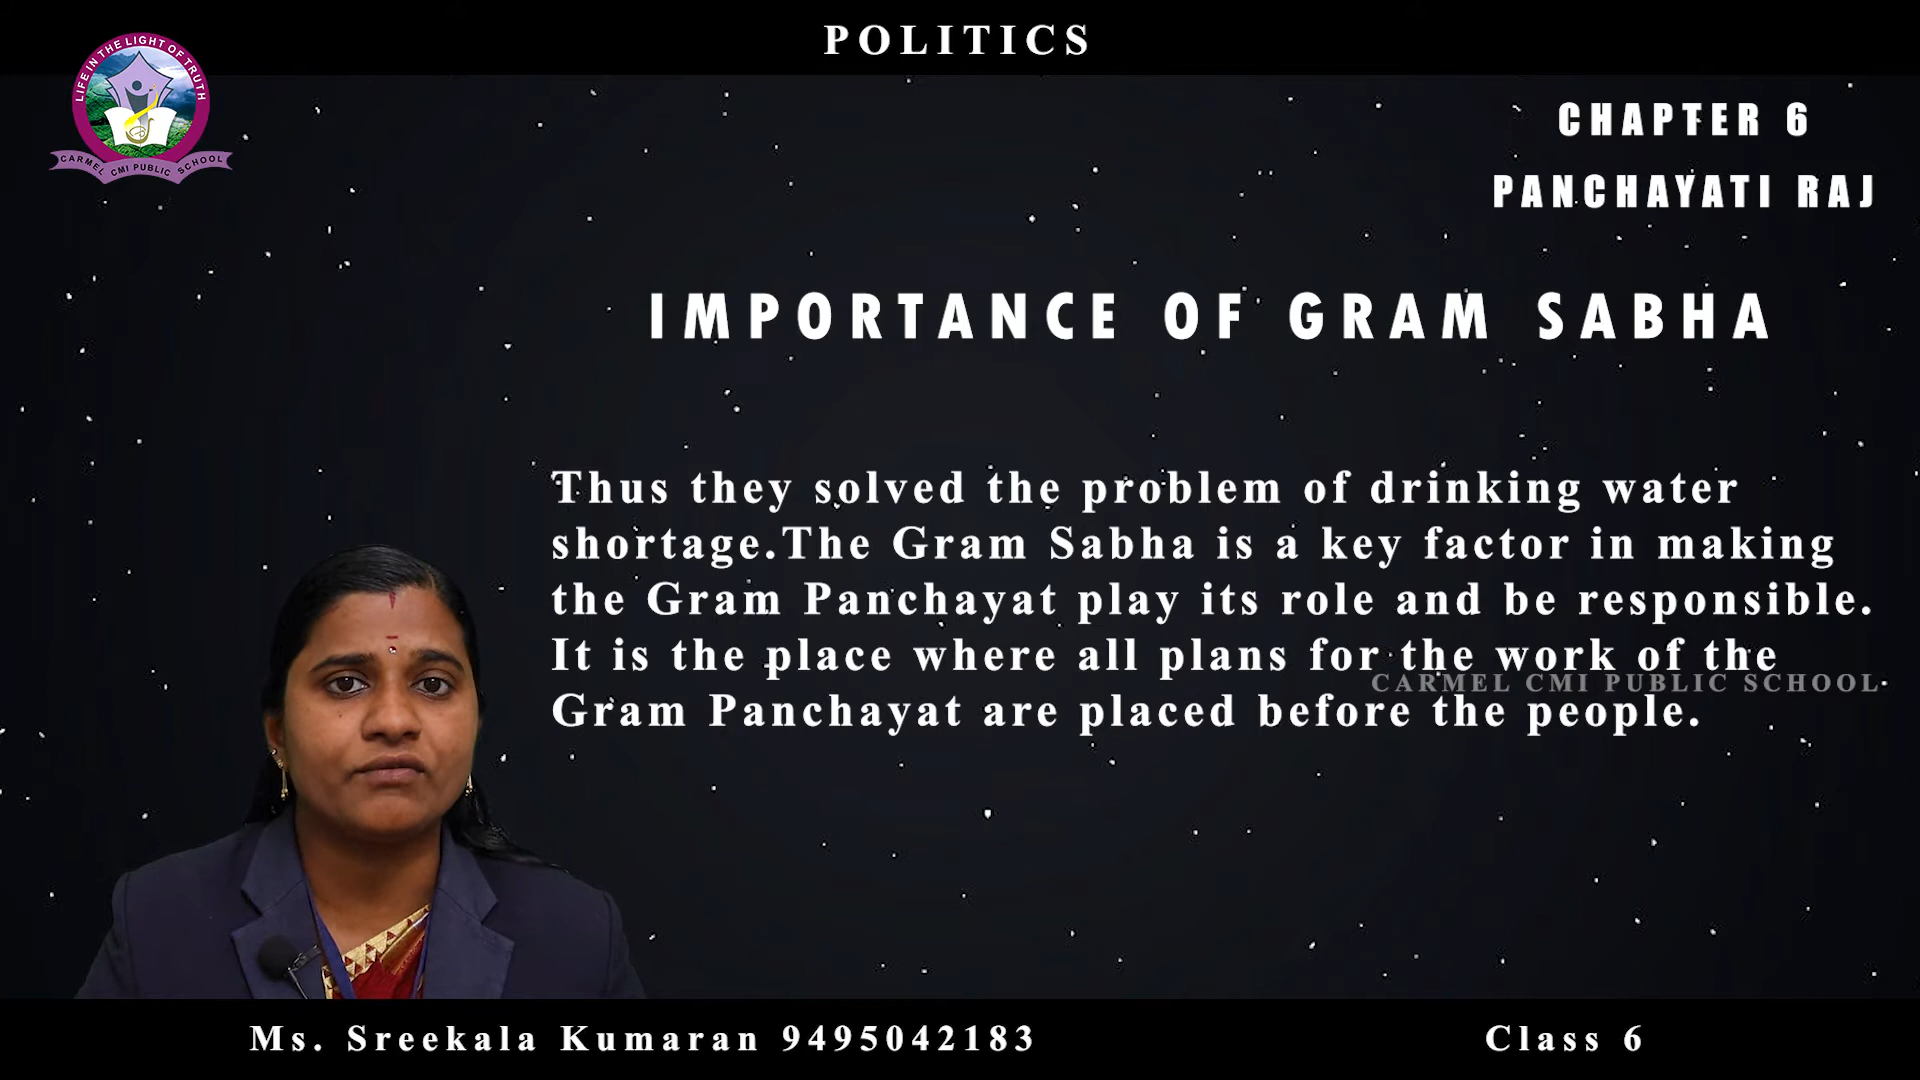 POLITICS
LIFE IN THE LIGHT OF TRUTH
CARMEL CMI PUBLIC SCHOOL
CHAPTER 6
PANCHAYATI RAJ
IMPORTANCE OF GRAM SABHA
Thus they solved the problem of drinking water
shortage.The Gram Sabha is a key factor in making
the Gram Panchayat play its role and be responsible.
It is the place where all plans for the work of the
CARMEL CMI PUBLIC SCHOOL
Gram Panchayat are placed before the people.
Ms. Sreekala Kumaran 9495042183
Class 6